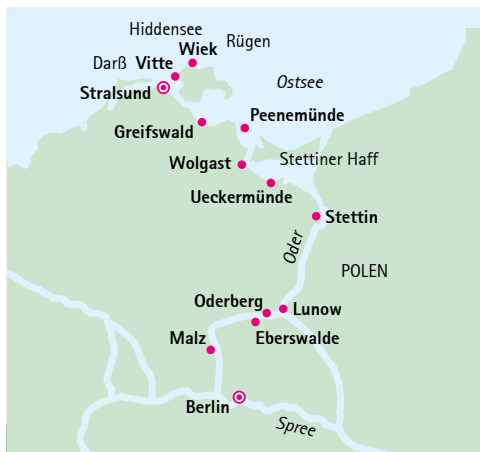 Hiddensee
Rügen
Wiek
Darß
Vitte
Ostsee
Stralsund
Peenemünde
Greifswald
Stettiner Haff
Wolgast
Ueckermünde
Stettin
Oder
POLEN
Oderberg
Lunow
Eberswalde
Malz
Berlin
Spree